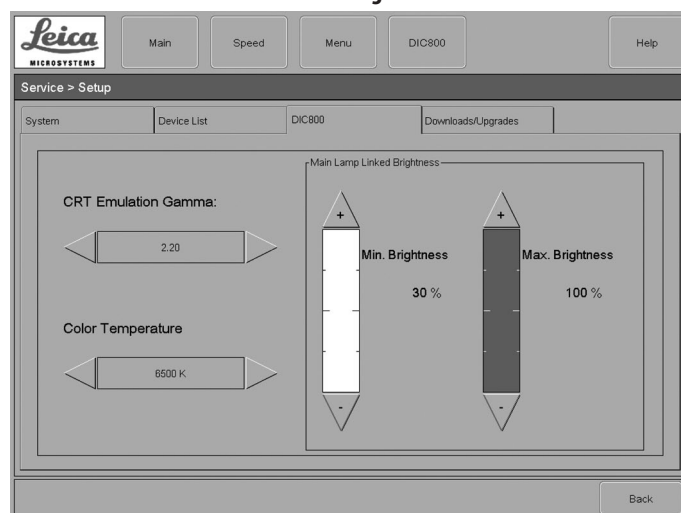 Leica
MICROSYSTEMS
Main
Speed
Menu
DIC800
Help
Service > Setup
System
Device List
DIC800
Downloads/Upgrades
Main Lamp Linked Brightness
CRT Emulation Gamma:
2.20
Color Temperature
6500 K
+
Min. Brightness
30 %
-
+
Max. Brightness
100 %
-
Back